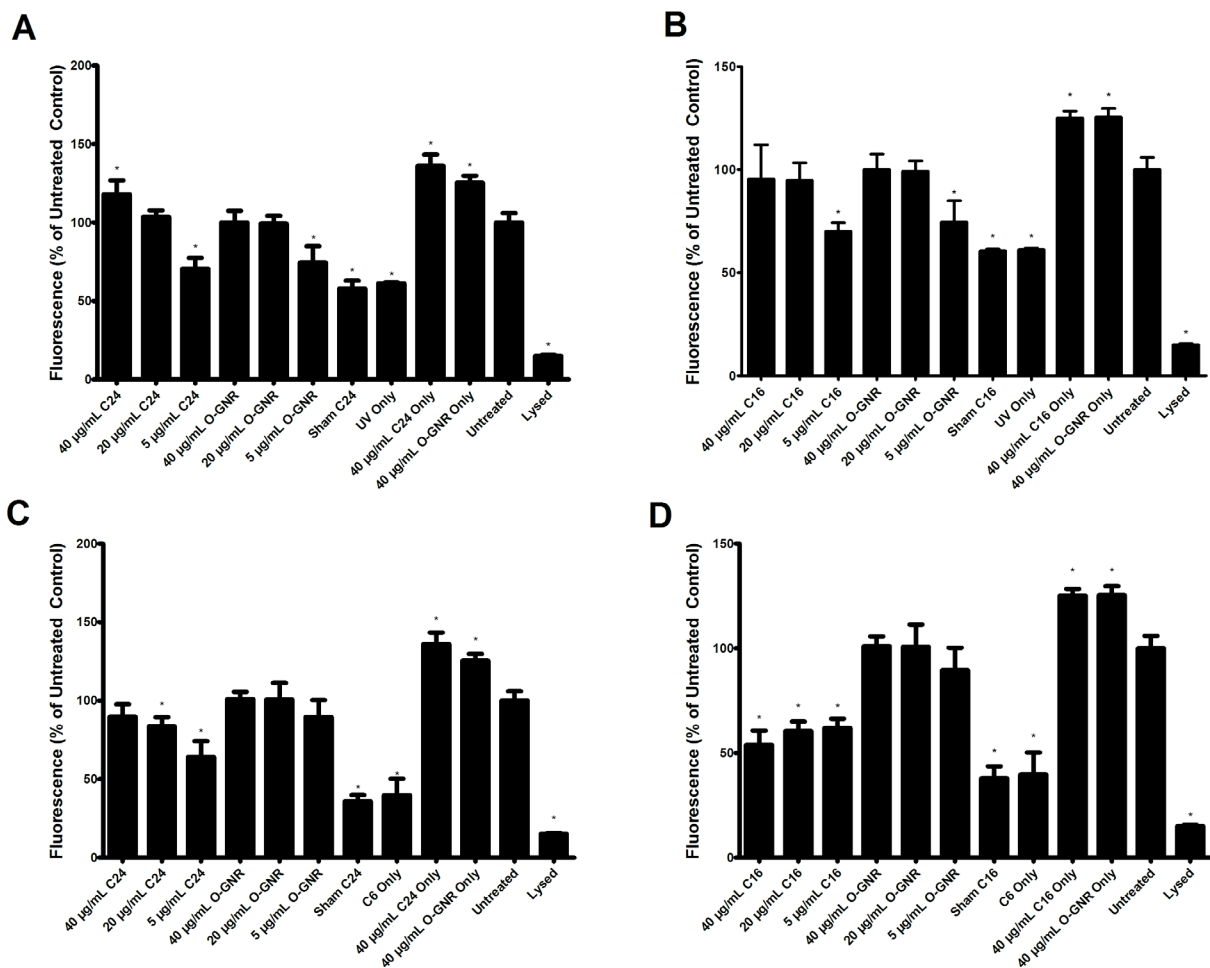 A
Fluorescence (% of Untreated Control)
200
150
100
50
0
*
*
*
*
*
*
*
*
40 µg/mL C24
20 µg/mL C24
5 µg/mL C24
40 µg/mL O-GNR
20 µg/mL O-GNR
5 µg/mL O-GNR
Sham C24
UV Only
40 µg/mL C24 Only
40 µg/mL O-GNR Only
Untreated
Lysed
B
Fluorescence (% of Untreated Control)
150
100
50
0
*
*
*
*
*
*
*
40 µg/mL C16
20 µg/mL C16
5 µg/mL C16
40 µg/mL O-GNR
20 µg/mL O-GNR
5 µg/mL O-GNR
Sham C16
UV Only
40 µg/mL C16 Only
40 µg/mL O-GNR Only
Untreated
Lysed
C
Fluorescence (% of Untreated Control)
200
150
100
50
0
*
*
*
*
*
*
*
40 µg/mL C24
20 µg/mL C24
5 µg/mL C24
40 µg/mL O-GNR
20 µg/mL O-GNR
5 µg/mL O-GNR
Sham C24
C6 Only
40 µg/mL C24 Only
40 µg/mL O-GNR Only
Untreated
Lysed
D
Fluorescence (% of Untreated Control)
150
100
50
0
*
*
*
*
*
*
*
*
40 µg/mL C16
20 µg/mL C16
5 µg/mL C16
40 µg/mL O-GNR
20 µg/mL O-GNR
5 µg/mL O-GNR
Sham C16
C6 Only
40 µg/mL C16 Only
40 µg/mL O-GNR Only
Untreated
Lysed